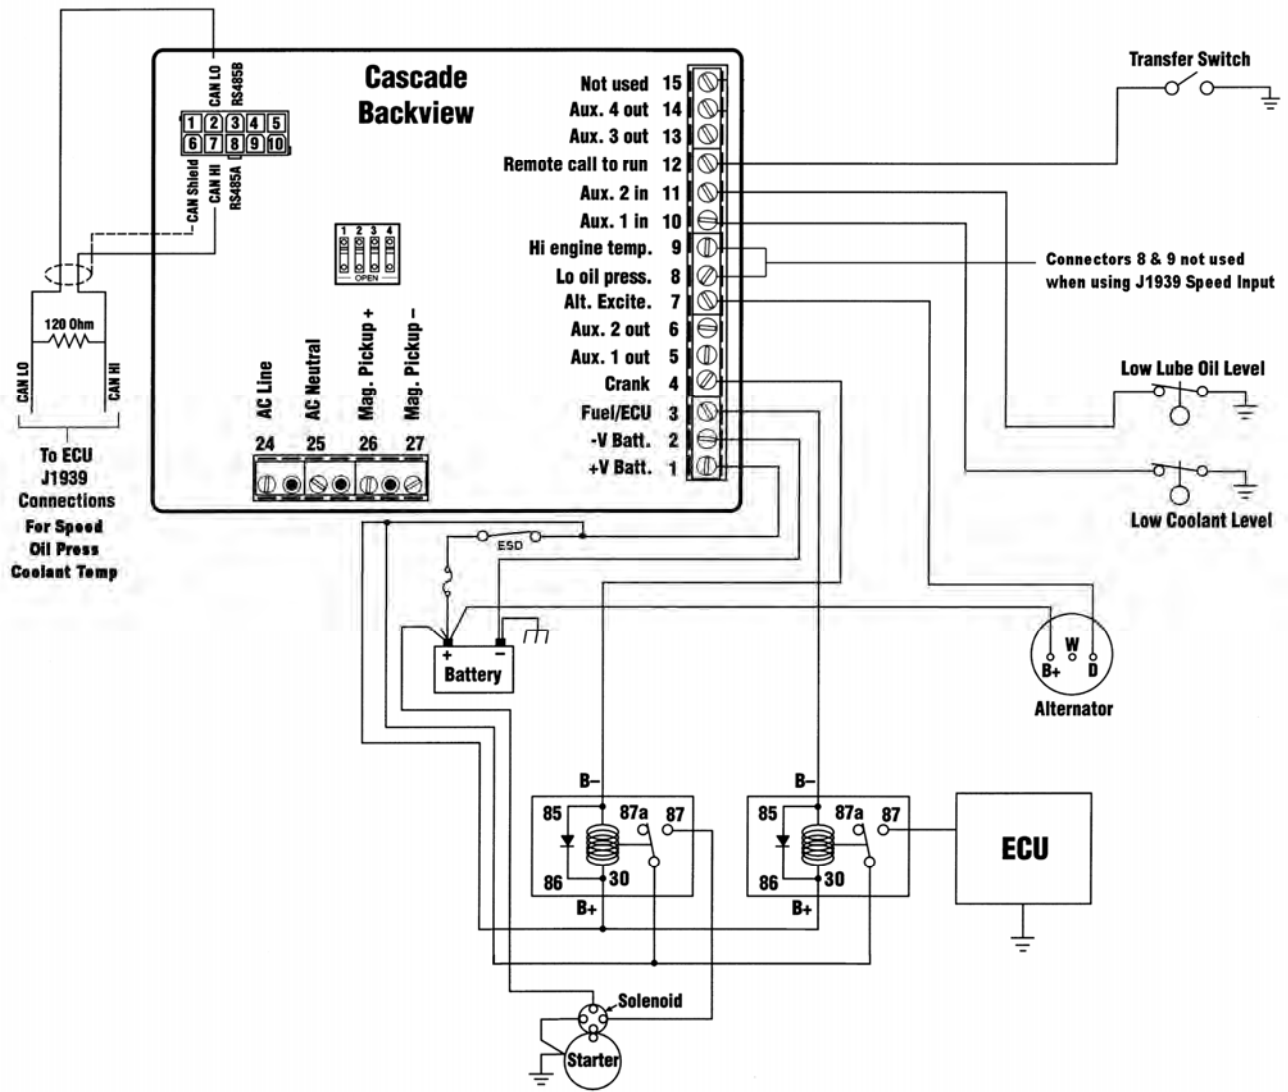 Cascade
Backview
CAN LO
RS485B
1 2 3 4 5
6 7 8 9 10
CAN Shield
CAN HI
RS485A
1 2 3 4
OPEN
Not used 15
Aux. 4 out 14
Aux. 3 out 13
Remote call to run 12
Aux. 2 in 11
Aux. 1 in 10
Hi engine temp. 9
Lo oil press. 8
Alt. Excite. 7
Aux. 2 out 6
Aux. 1 out 5
Crank 4
Fuel/ECU 3
-V Batt. 2
+V Batt. 1
AC Line
AC Neutral
Mag. Pickup +
Mag. Pickup –
24 25 26 27
Transfer Switch
Connectors 8 & 9 not used
when using J1939 Speed Input
Low Lube Oil Level
Low Coolant Level
120 Ohm
CAN LO
CAN HI
To ECU
J1939
Connections
For Speed
Oil Press
Coolant Temp
ESD
+ –
Battery
W
B+ D
Alternator
B–
85 87a 87
86 30
B+
B–
85 87a 87
86 30
B+
ECU
Solenoid
Starter